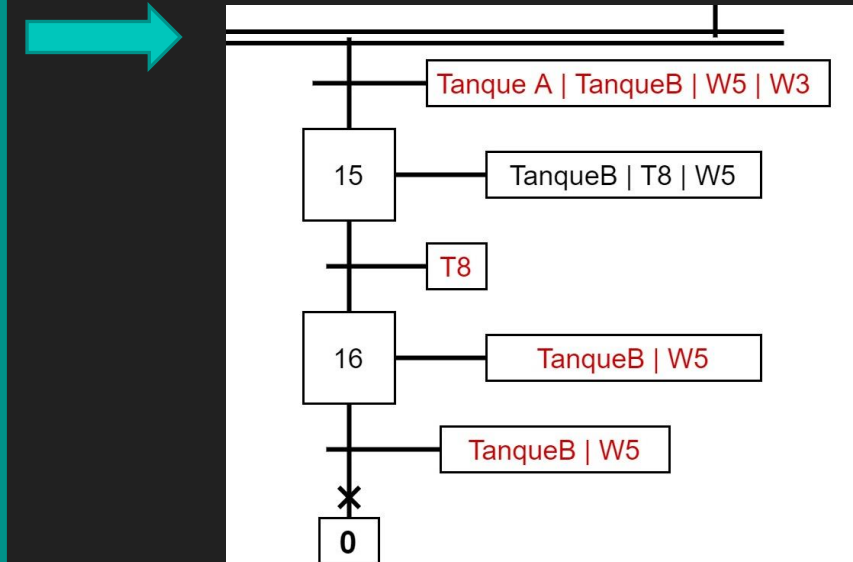 Tanque A | TanqueB | W5 | W3
15
TanqueB | T8 | W5
T8
16
TanqueB | W5
TanqueB | W5
0